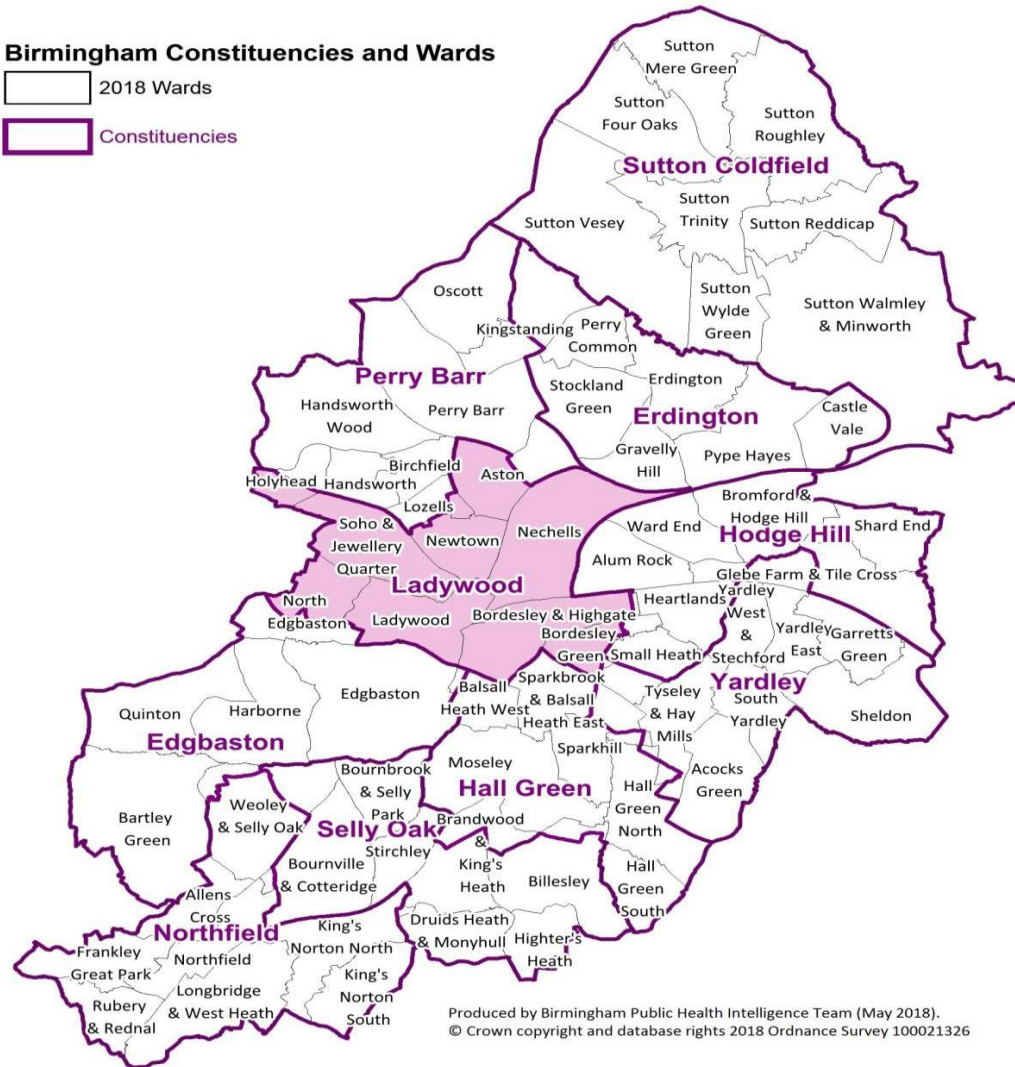 Birmingham Constituencies and Wards
2018 Wards
Constituencies
Sutton
Mere Green
Sutton
Four Oaks
Sutton
Roughley
Sutton Coldfield
Sutton
Trinity
Sutton Vesey
Sutton Reddicap
Sutton
Wylde
Green
Sutton Walmley
& Minworth
Oscott
Kingstanding
Perry
Common
Perry Barr
Handsworth
Wood
Perry Barr
Stockland
Green
Erdington
Erdington
Castle
Vale
Gravelly
Hill
Pype Hayes
Birchfield
Holyhead
Handsworth
Aston
Lozells
Soho &
Jewellery
Quarter
Newtown
Nechells
Ladywood
North
Edgbaston
Ladywood
Bordesley & Highgate
Bordesley
Green
Bromford &
Hodge Hill
Ward End
Shard End
Hodge Hill
Alum Rock
Glebe Farm & Tile Cross
Heartlands
Small Heath
Yardley
West
&
Stechford
Yardley
East
Garretts
Green
Yardley
Tyseley
& Hay
Mills
South
Yardley
Sheldon
Acocks
Green
Edgbaston
Quinton
Harborne
Edgbaston
Bartley
Green
Balsall
Heath West
Sparkbrook
& Balsall
Heath East
Sparkhill
Moseley
Hall Green
Hall
Green
North
Hall
Green
South
Bournbrook
& Selly
Park
Weoley
& Selly Oak
Selly Oak
Stirchley
Bournville
& Cotteridge
Brandwood
&
King's
Heath
Billesley
Druids Heath
& Monyhull
Highter's
Heath
Allens
Cross
Northfield
Frankley
Great Park
Northfield
King's
Norton North
Rubery
& Rednal
Longbridge
& West Heath
King's
Norton
South
Produced by Birmingham Public Health Intelligence Team (May 2018).
© Crown copyright and database rights 2018 Ordnance Survey 100021326